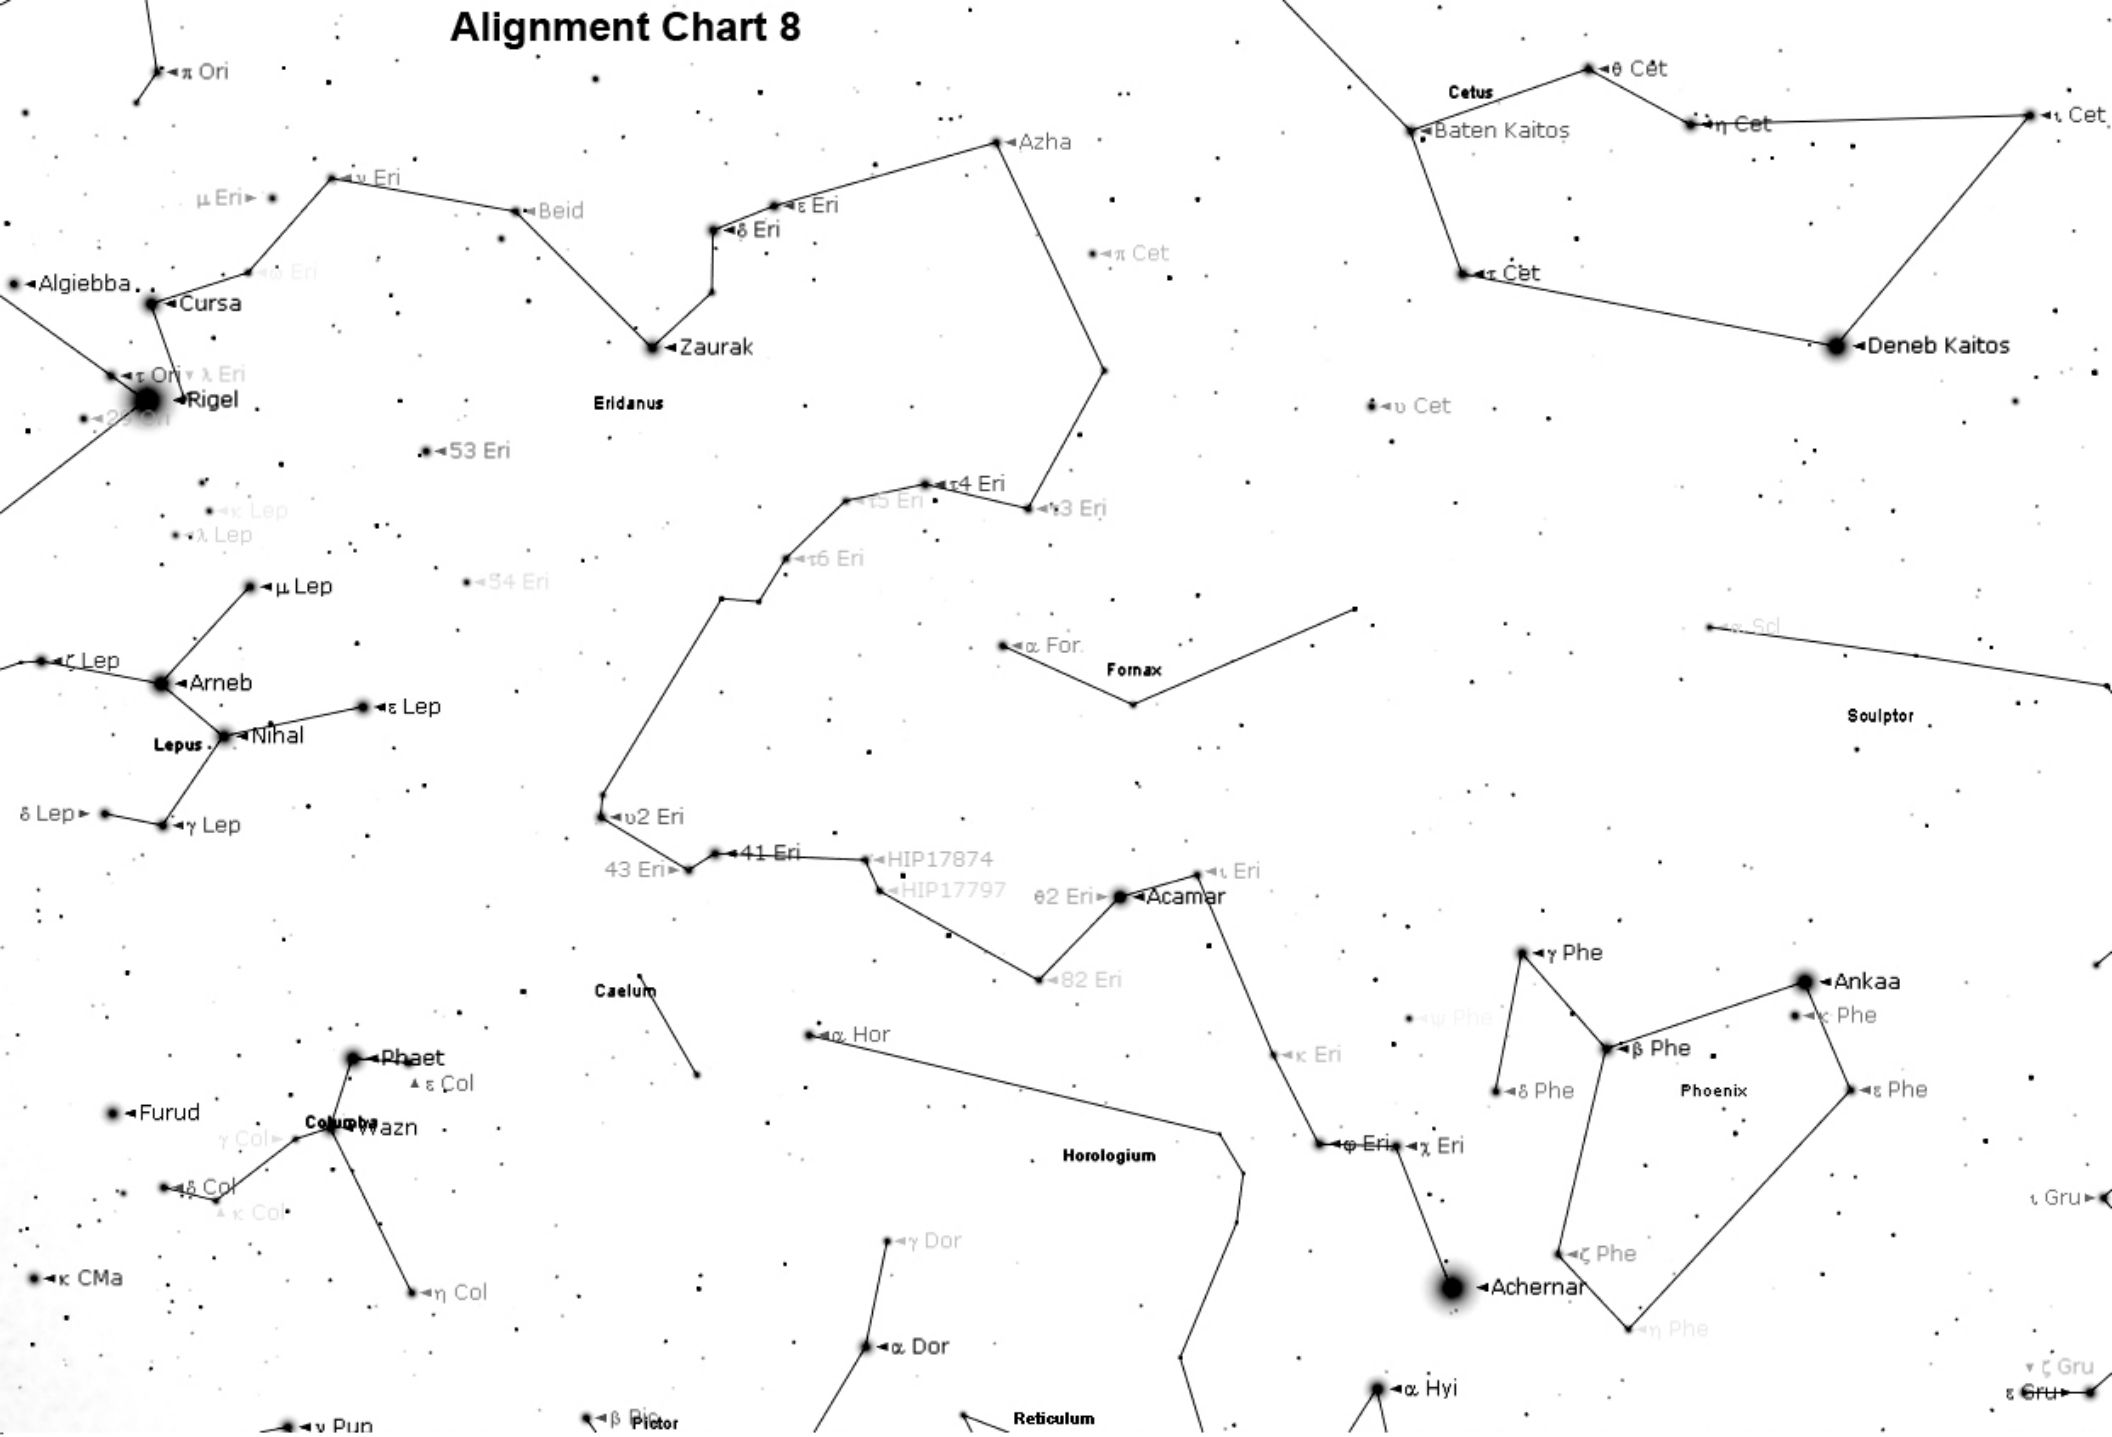 Alignment Chart 8
π Ori
θ Cet
Cetus
ι Cet
η Cet
Baten Kaitos
Azha
ν Eri
μ Eri
Beid
ε Eri
δ Eri
π Cet
ω Eri
τ Cet
Algiebba
Cursa
Zaurak
Deneb Kaitos
τ Ori
λ Eri
Rigel
Eridanus
υ Cet
29 Ori
53 Eri
τ4 Eri
τ5 Eri
τ3 Eri
κ Lep
λ Lep
τ6 Eri
54 Eri
μ Lep
α Scl
α For
ζ Lep
Fornax
Arneb
ε Lep
Sculptor
Nihal
Lepus
δ Lep
υ2 Eri
γ Lep
41 Eri
HIP17874
43 Eri
ι Eri
HIP17797
θ2 Eri
Acamar
γ Phe
82 Eri
Ankaa
Caelum
κ Phe
ψ Phe
α Hor
β Phe
κ Eri
Phaet
ε Col
δ Phe
Phoenix
ε Phe
Furud
Columba
Wazn
γ Col
φ Eri
χ Eri
Horologium
δ Col
ι Gru
κ Col
γ Dor
ζ Phe
κ CMa
Achernar
η Col
η Phe
α Dor
ζ Gru
α Hyi
ε Gru
β Pic
Pictor
Reticulum
ν Pup